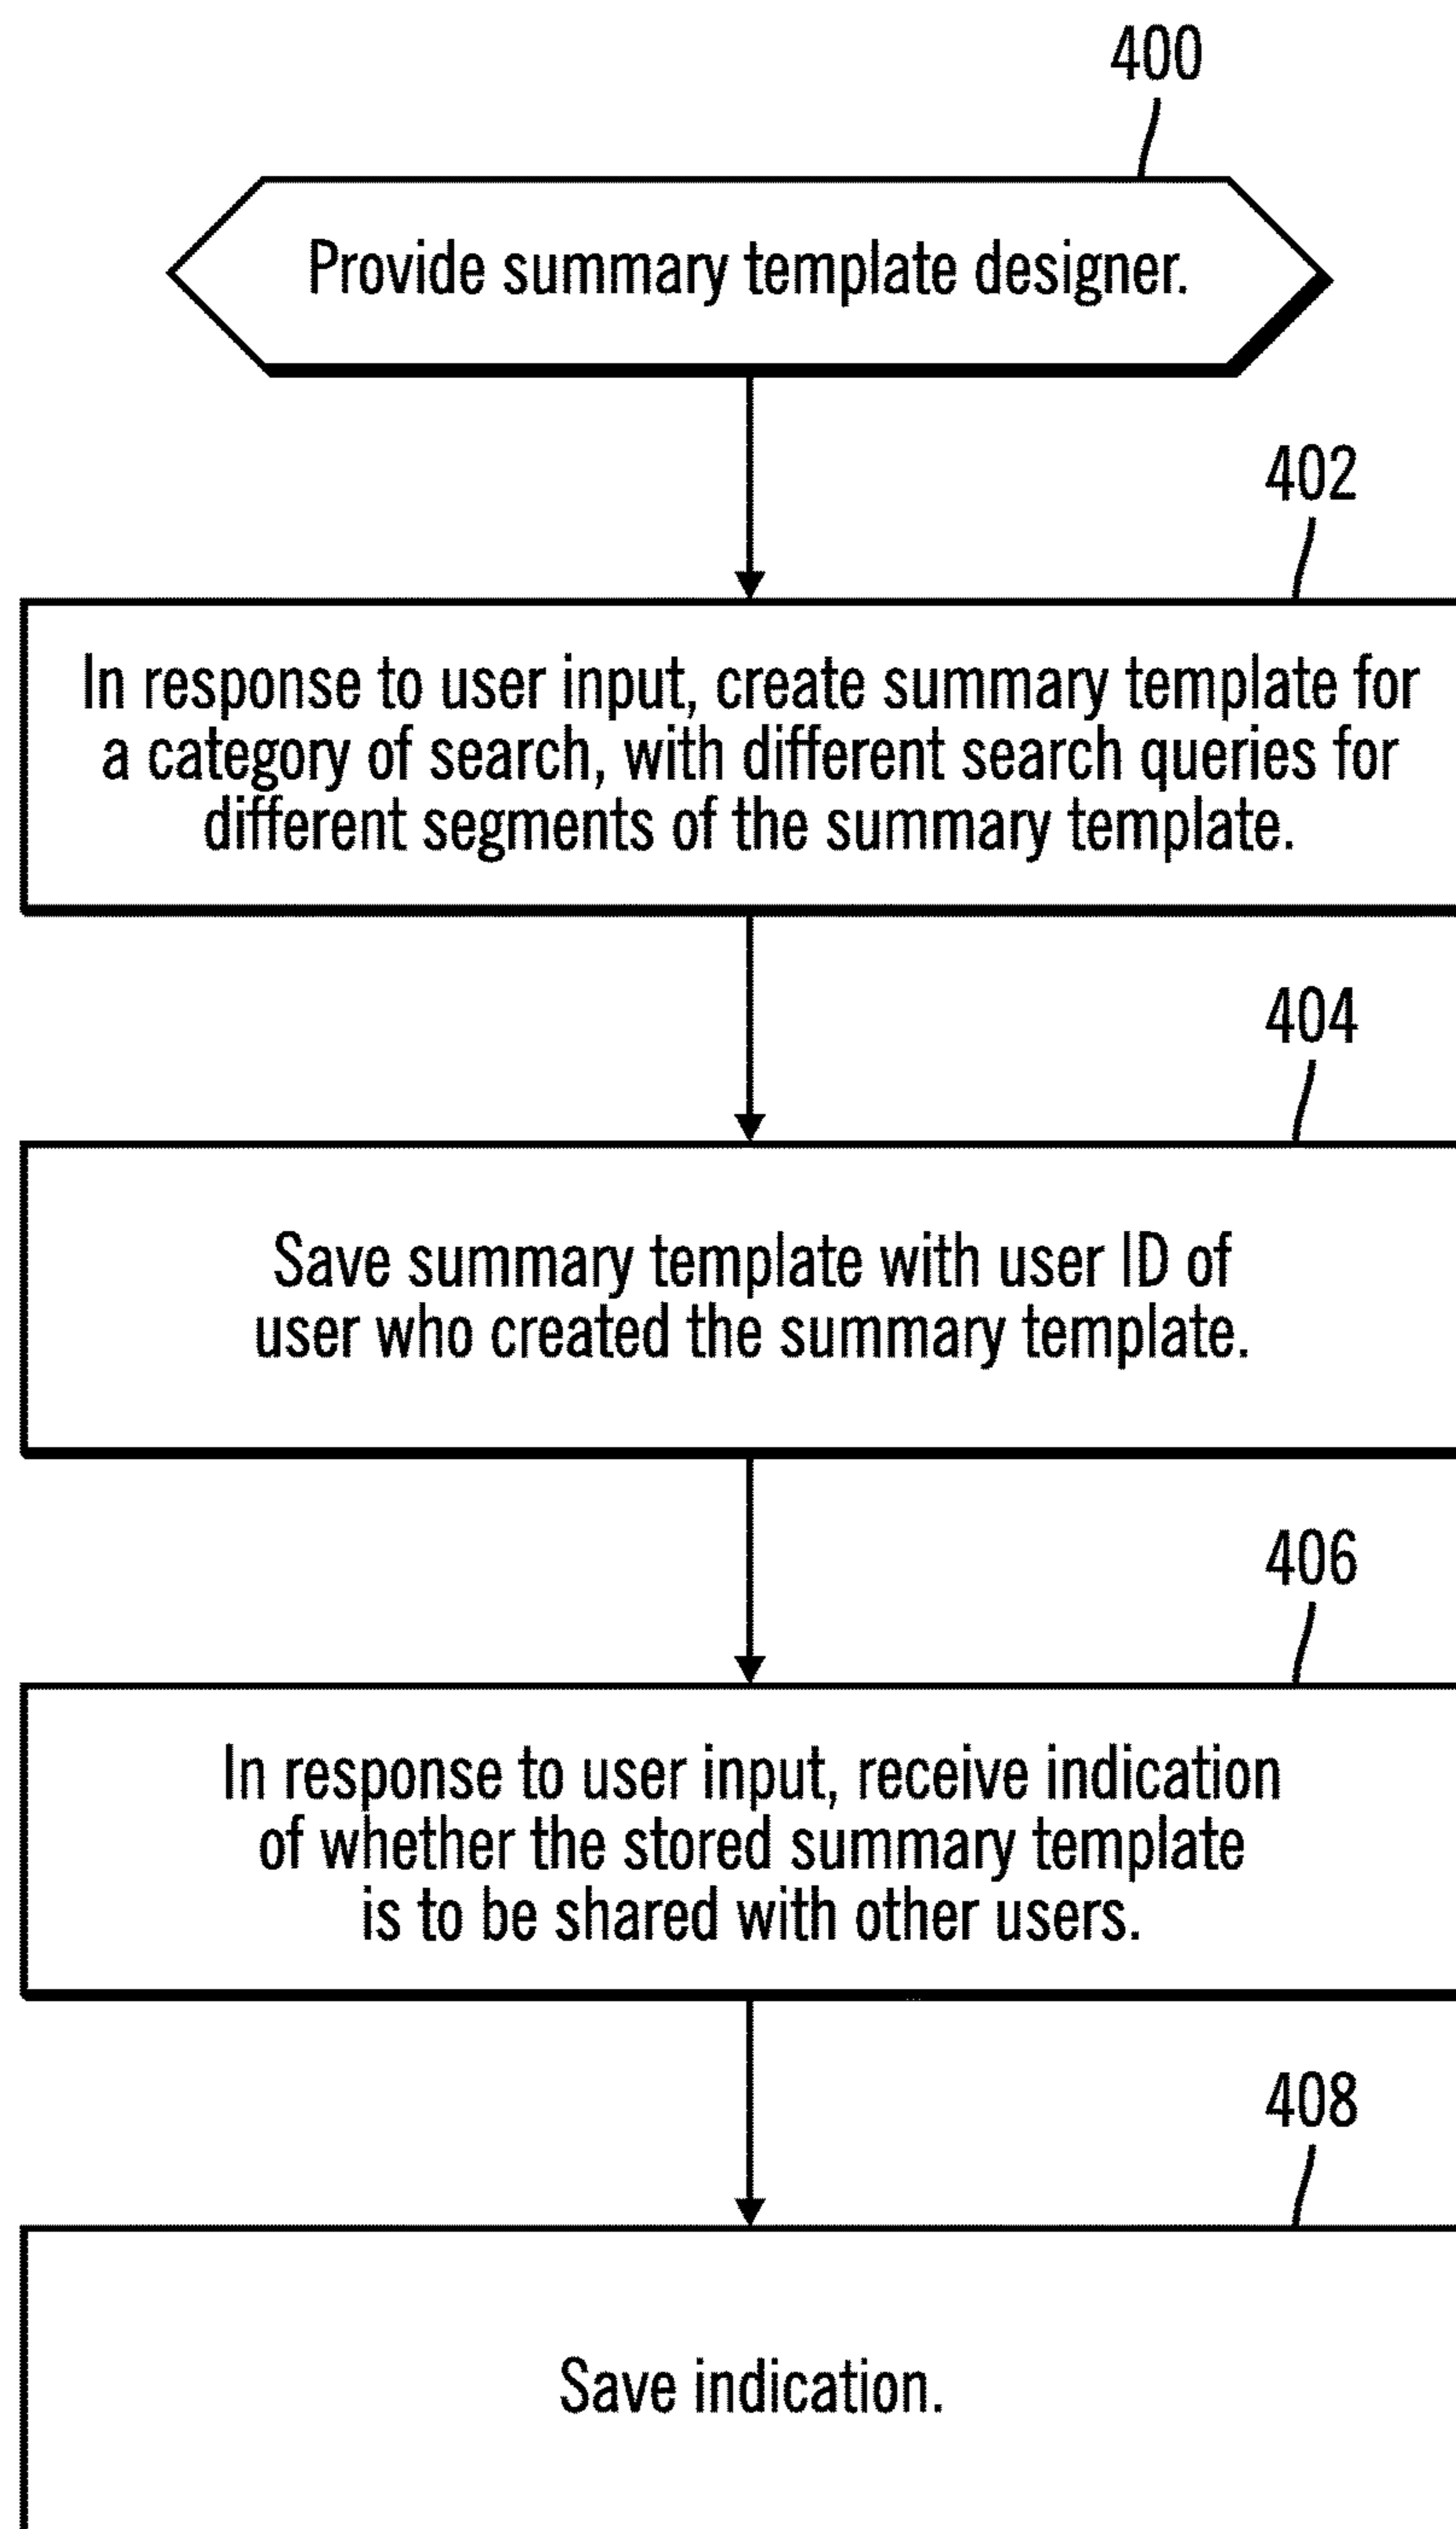 400
Provide summary template designer.
402
In response to user input, create summary template for
a category of search, with different search queries for
different segments of the summary template.
404
Save summary template with user ID of
user who created the summary template.
406
In response to user input, receive indication
of whether the stored summary template
is to be shared with other users.
408
Save indication.